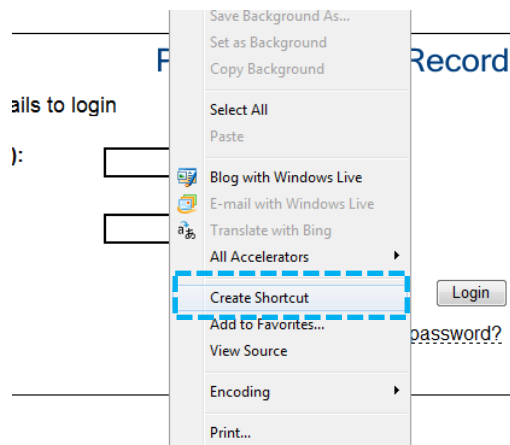 Save Background As...
Set as Background
Record
Copy Background
ails to login
Select All
Paste
):
Blog with Windows Live
E-mail with Windows Live
Translate with Bing
All Accelerators
Create Shortcut
Login
Add to Favorites...
password?
View Source
Encoding
Print...